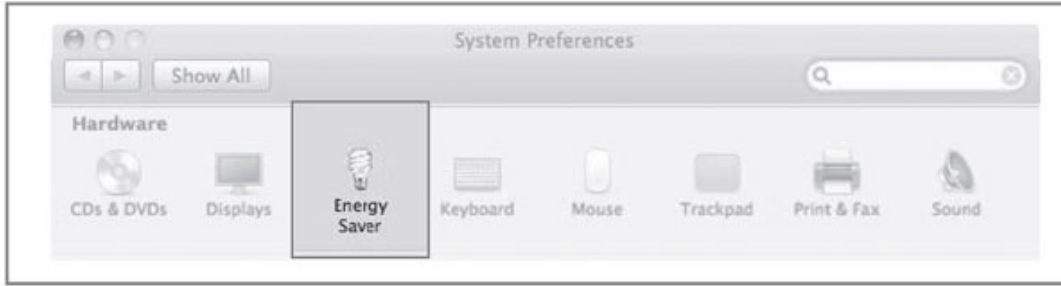 System Preferences
Show All
Hardware
CDs & DVDs
Displays
Energy
Saver
Keyboard
Mouse
Trackpad
Print & Fax
Sound